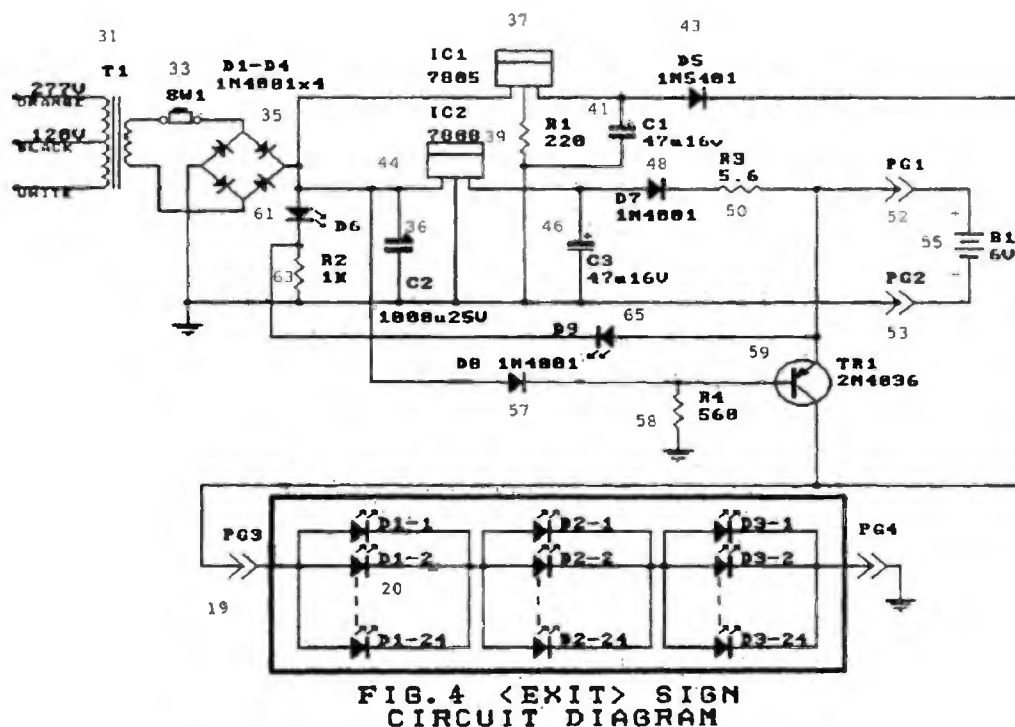 31
37
43
T1
33
D1-D4
1N4001x4
IC1
7805
D5
1N5401
277V
ORANGE
SW1
35
IC2
7808
39
41
R1
220
C1
47u16v
120V
BLACK
44
48
R3
5.6
PG1
WHITE
D7
1N4001
50
52
61
D6
36
46
55
+
B1
6V
-
R2
1K
63
C2
C3
47u16V
+
PG2
1000u25V
65
53
D9
D8 1N4001
59
TR1
2N4036
57
58
R4
560
PG3
D1-1
D2-1
D3-1
PG4
D1-2
D2-2
D3-2
19
20
D1-24
D2-24
D3-24
FIG.4 <EXIT> SIGN
CIRCUIT DIAGRAM